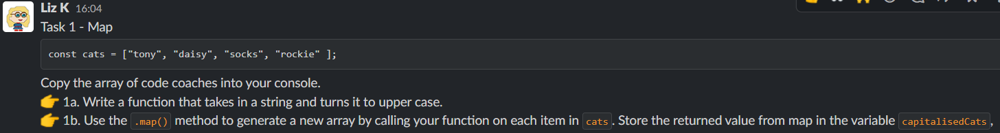 Liz K 16:04
Task 1 - Map
const cats = ["tony", "daisy", "socks", "rockie" ];
Copy the array of code coaches into your console.
👉 1a. Write a function that takes in a string and turns it to upper case.
👉 1b. Use the .map() method to generate a new array by calling your function on each item in cats. Store the returned value from map in the variable capitalisedCats,